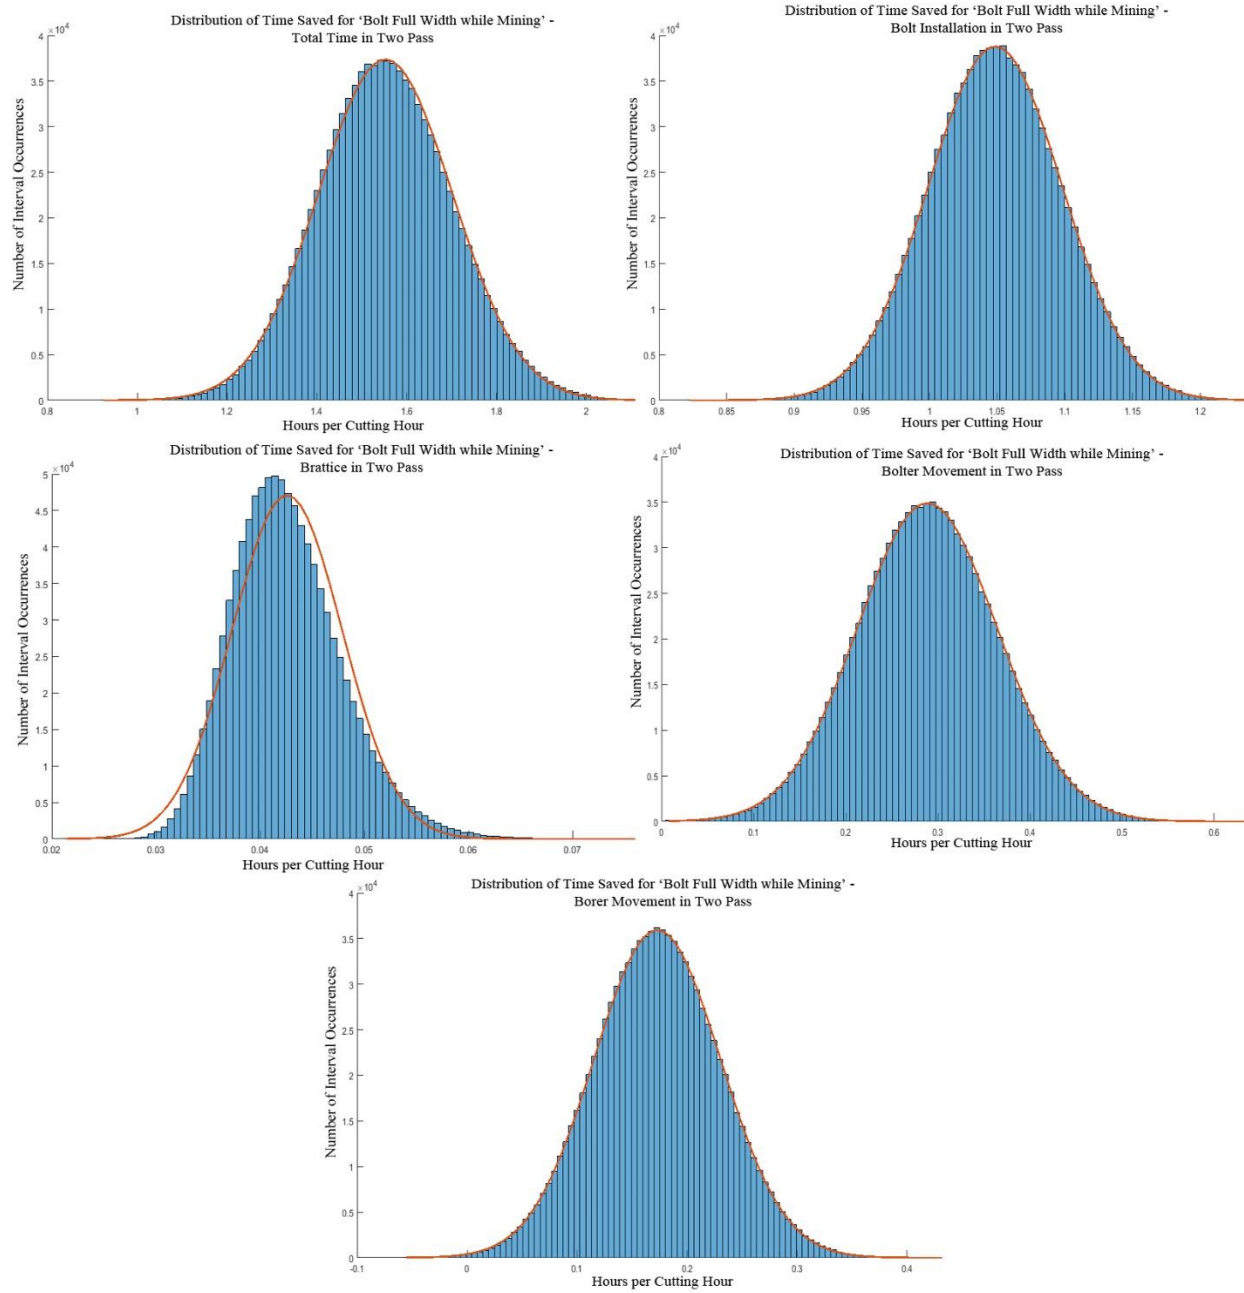 Distribution of Time Saved for ‘Bolt Full Width while Mining’ -
Total Time in Two Pass
×10⁴
4
3.5
3
2.5
2
1.5
1
0.5
0
Number of Interval Occurrences
0.8 1 1.2 1.4 1.6 1.8 2
Hours per Cutting Hour
Distribution of Time Saved for ‘Bolt Full Width while Mining’ -
Bolt Installation in Two Pass
×10⁴
4
3.5
3
2.5
2
1.5
1
0.5
0
Number of Interval Occurrences
0.8 0.85 0.9 0.95 1 1.05 1.1 1.15 1.2
Hours per Cutting Hour
Distribution of Time Saved for ‘Bolt Full Width while Mining’ -
Brattice in Two Pass
×10⁴
5
4.5
4
3.5
3
2.5
2
1.5
1
0.5
0
Number of Interval Occurrences
0.02 0.03 0.04 0.05 0.06 0.07
Hours per Cutting Hour
Distribution of Time Saved for ‘Bolt Full Width while Mining’ -
Bolter Movement in Two Pass
×10⁴
4
3.5
3
2.5
2
1.5
1
0.5
0
Number of Interval Occurrences
0 0.1 0.2 0.3 0.4 0.5 0.6
Hours per Cutting Hour
Distribution of Time Saved for ‘Bolt Full Width while Mining’ -
Borer Movement in Two Pass
×10⁴
4
3.5
3
2.5
2
1.5
1
0.5
0
Number of Interval Occurrences
-0.1 0 0.1 0.2 0.3 0.4
Hours per Cutting Hour